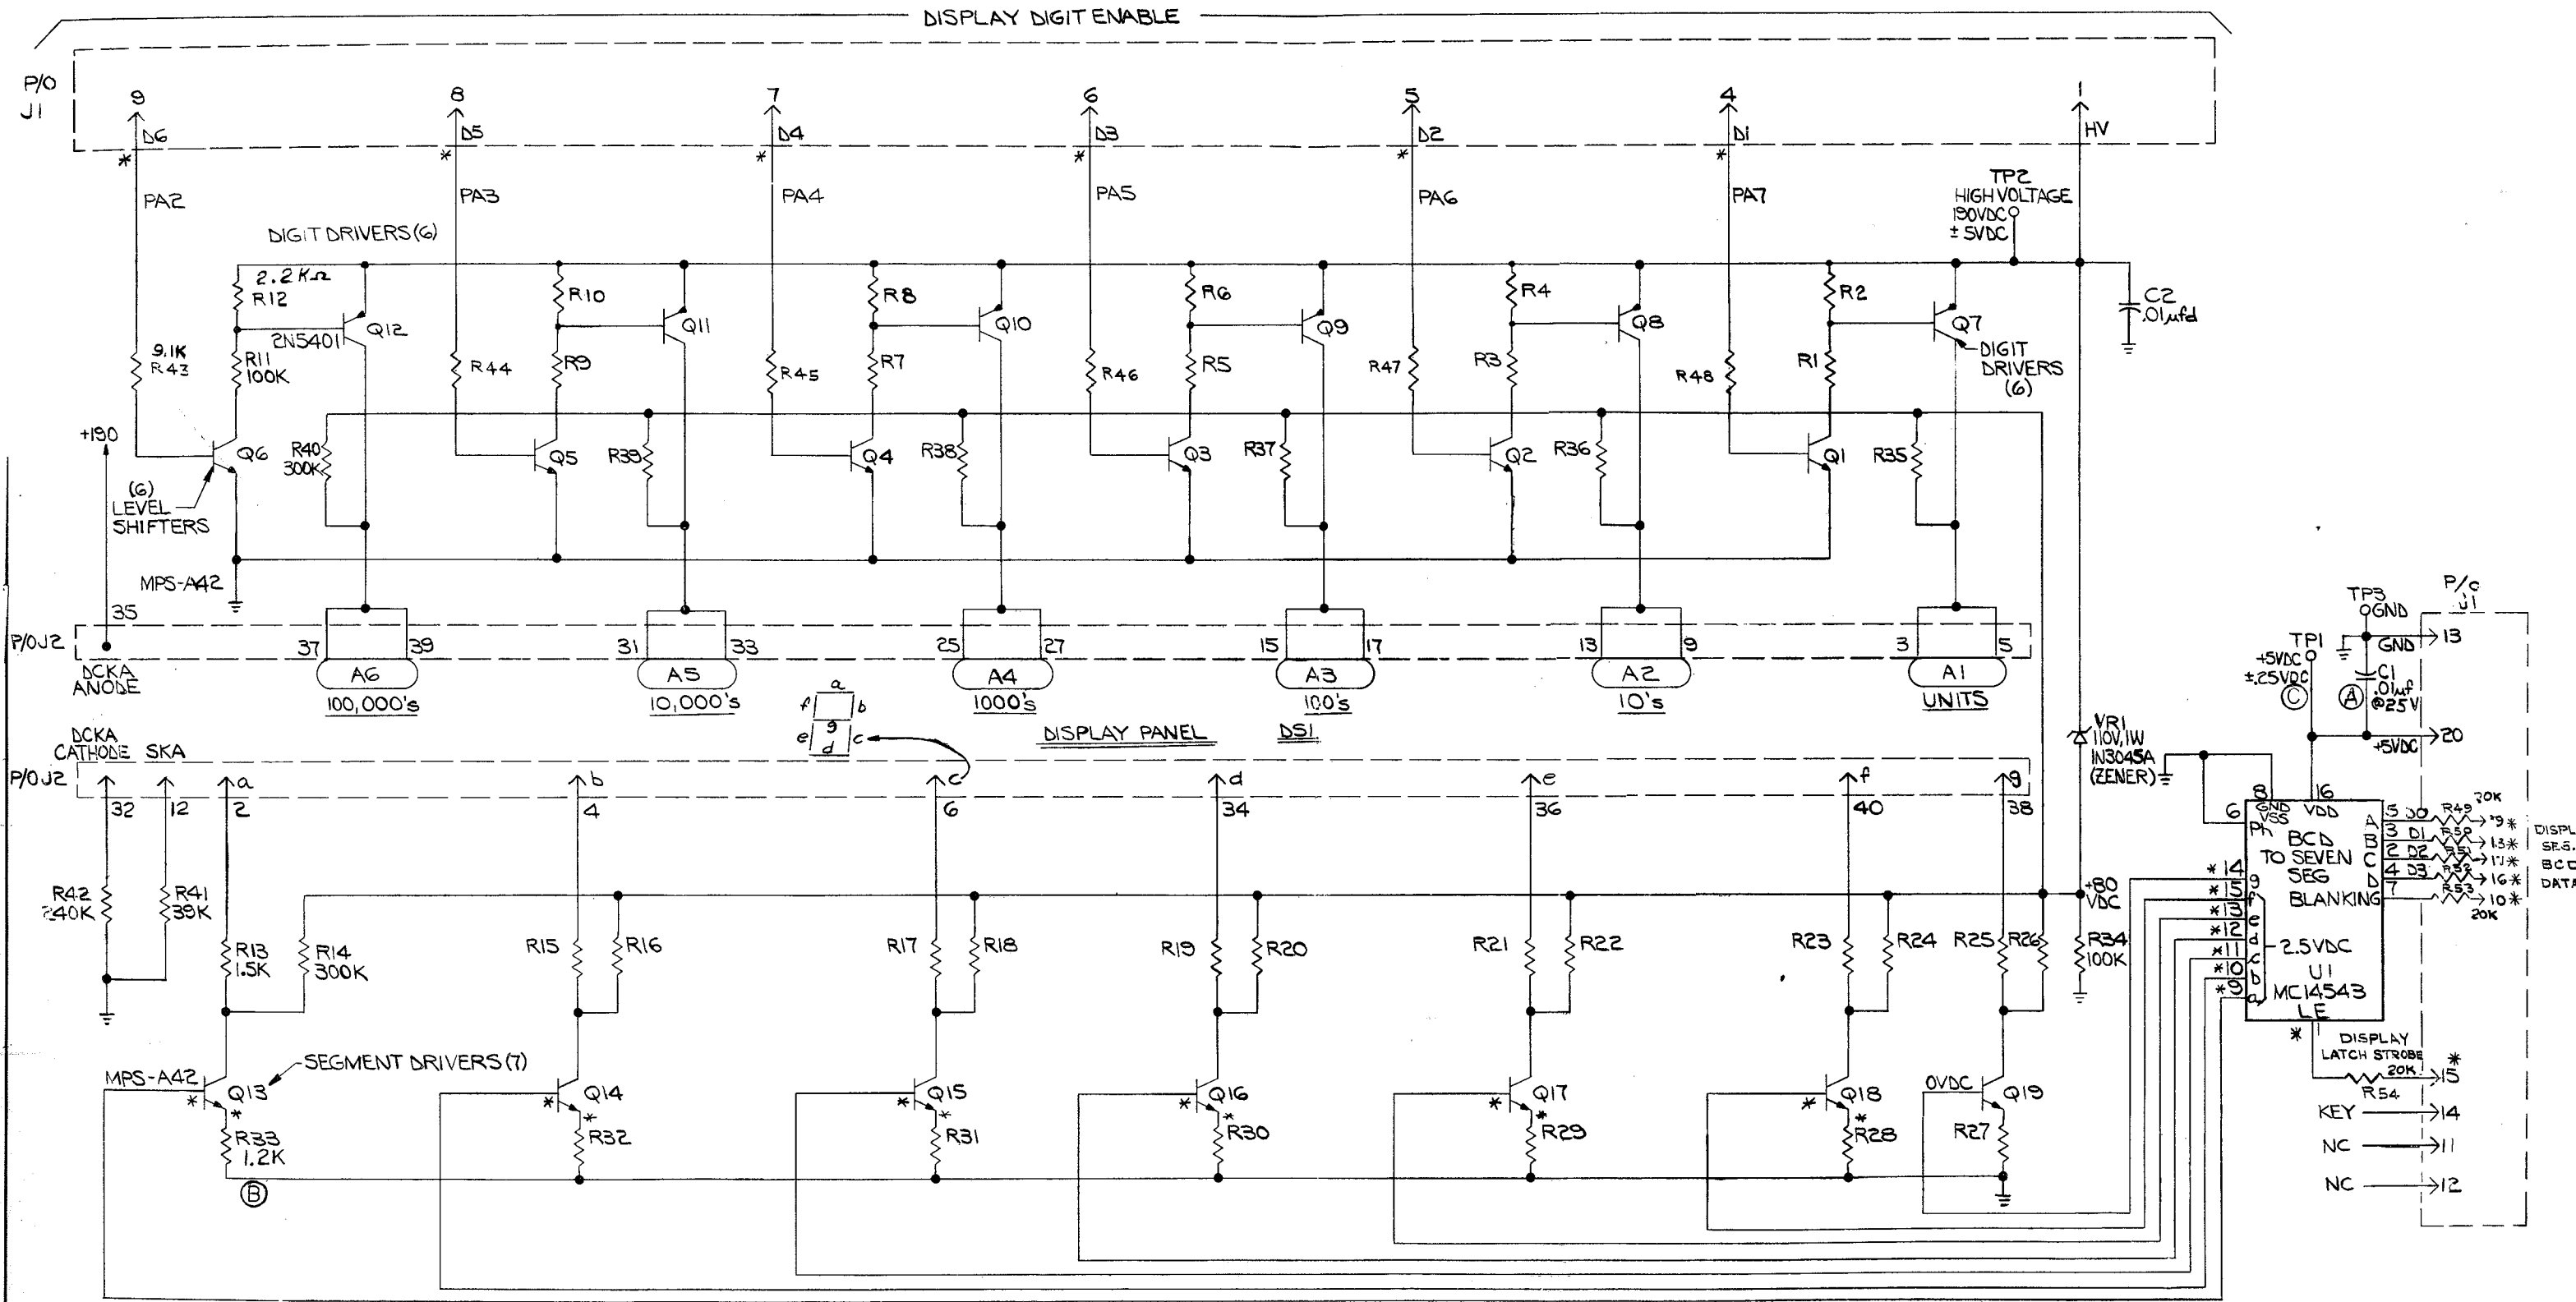 DISPLAY DIGIT ENABLE
P/O
J1
9 8 7 6 5 4 1
D6 D5 D4 D3 D2 D1 HV
* * * * * *
PA2 PA3 PA4 PA5 PA6 PA7
TP2
HIGH VOLTAGE
190VDC
±5VDC
DIGIT DRIVERS (6)
2.2KΩ
R12 R10 R8 R6 R4 R2
C2
.01µfd
Q12 Q11 Q10 Q9 Q8 Q7
2N5401
9.1K
R43
R11
100K
R44 R9 R45 R7 R46 R5 R47 R3 R48 R1
DIGIT
DRIVERS
(6)
+190
Q6
R40
300K
Q5 R39 Q4 R38 Q3 R37 Q2 R36 Q1 R35
(6)
LEVEL
SHIFTERS
MPS-A42
35
P/O J2
37 39 31 33 25 27 15 17 13 9 3 5
DCKA
ANODE
A6 A5 A4 A3 A2 A1
100,000's 10,000's 1000's 100's 10's UNITS
a
f b
g
e c
d
DISPLAY PANEL DS1
DCKA
CATHODE SKA
P/O J2
a b c d e f g
32 12 2 4 6 34 36 40 38
VR1
110V, 1W
1N3045A
(ZENER)
R42
R41
39K
R13
1.5K
R14
300K
R15 R16 R17 R18 R19 R20 R21 R22 R23 R24 R25 R26
+80
VDC
R34
100K
MPS-A42
SEGMENT DRIVERS (7)
Q13 Q14 Q15 Q16 Q17 Q18
0VDC
Q19
* * * * * *
* * * * * *
R33
1.2K
R32 R31 R30 R29 R28 R27
B
TP3
GND
P/O
J1
GND 13
TP1
+5VDC
±.25VDC
C
A
C1
.01µf
@25V
+5VDC 20
8 16
GND
VSS
VDD
6
Ph
BCD
TO SEVEN
SEG
BLANKING
A 5 D0 R49 20K
B 3 D1 R50 *
C 2 D2 R51 *
D 4 D3 R52 16*
7 R53 10*
20K
DISPL
SEG.
BCD
DATA
*14 g
*15 f
*13 e
*12 d
*11 c
*10 b
*9 a
2.5VDC
U1
MC14543
LE
* 1
DISPLAY
LATCH STROBE
20K
R54
15*
KEY 14
NC 11
NC 12